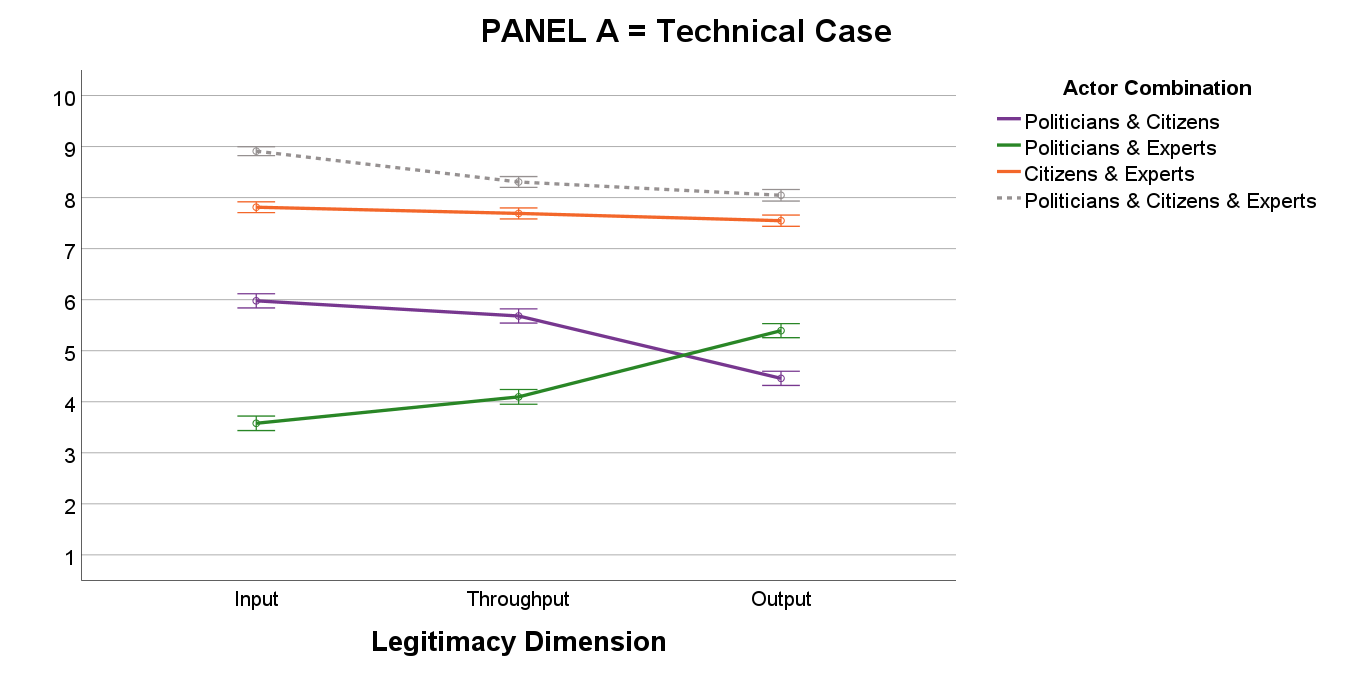 PANEL A = Technical Case
10
9
8
7
6
5
4
3
2
1
Input Throughput Output
Legitimacy Dimension
Actor Combination
Politicians & Citizens
Politicians & Experts
Citizens & Experts
Politicians & Citizens & Experts